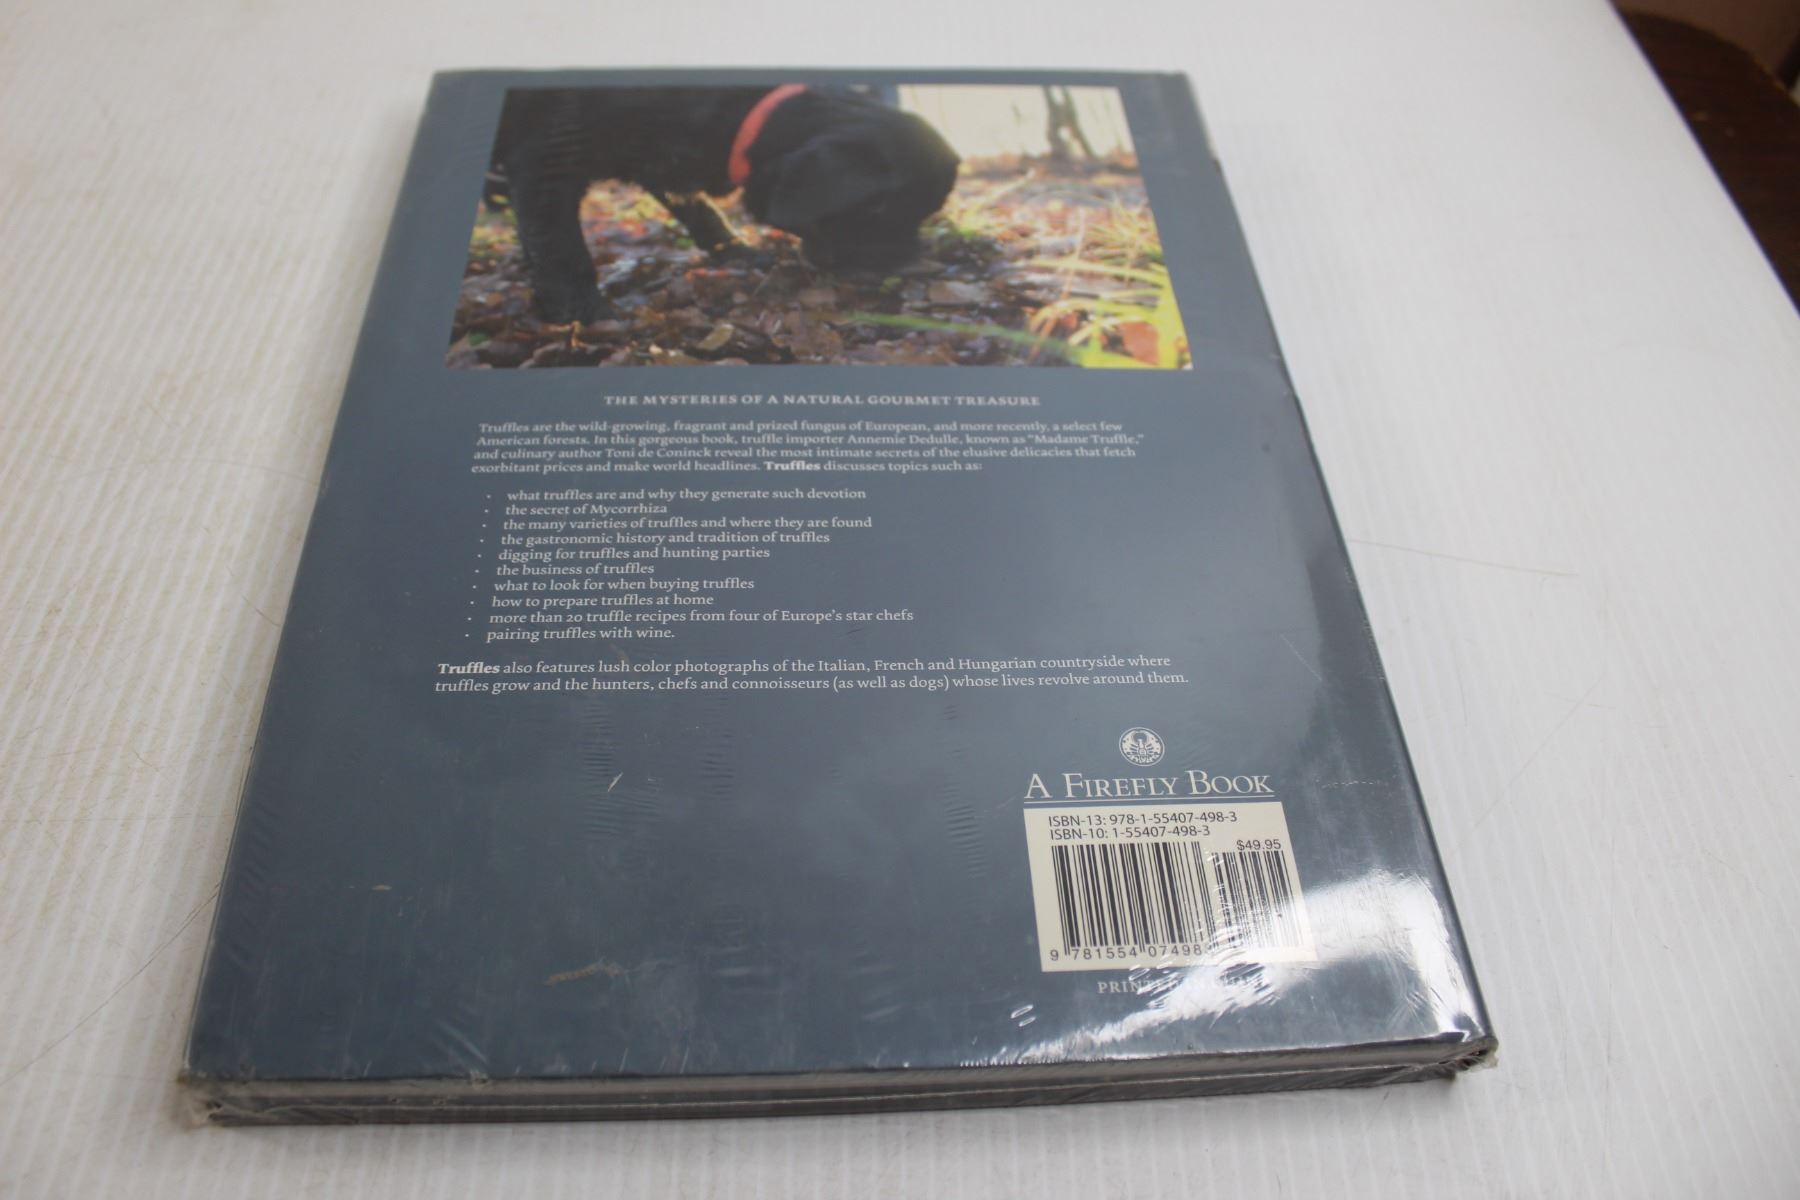 THE MYSTERIES OF A NATURAL GOURMET TREASURE
Truffles are the wild-growing, fragrant and prized fungus of European, and more recently, a select few
American forests. In this gorgeous book, truffle importer Annemie Dedulle, known as "Madame Truffle,"
and culinary author Toni de Coninck reveal the most intimate secrets of the elusive delicacies that fetch
exorbitant prices and make world headlines. Truffles discusses topics such as:
· what truffles are and why they generate such devotion
· the secret of Mycorrhiza
· the many varieties of truffles and where they are found
· the gastronomic history and tradition of truffles
· digging for truffles and hunting parties
· the business of truffles
· what to look for when buying truffles
· how to prepare truffles at home
· more than 20 truffle recipes from four of Europe's star chefs
· pairing truffles with wine.
Truffles also features lush color photographs of the Italian, French and Hungarian countryside where
truffles grow and the hunters, chefs and connoisseurs (as well as dogs) whose lives revolve around them.
A FIREFLY BOOK
ISBN-13: 978-1-55407-498-3
ISBN-10: 1-55407-498-3
$49.95
9 781554 07498
PRINTED IN